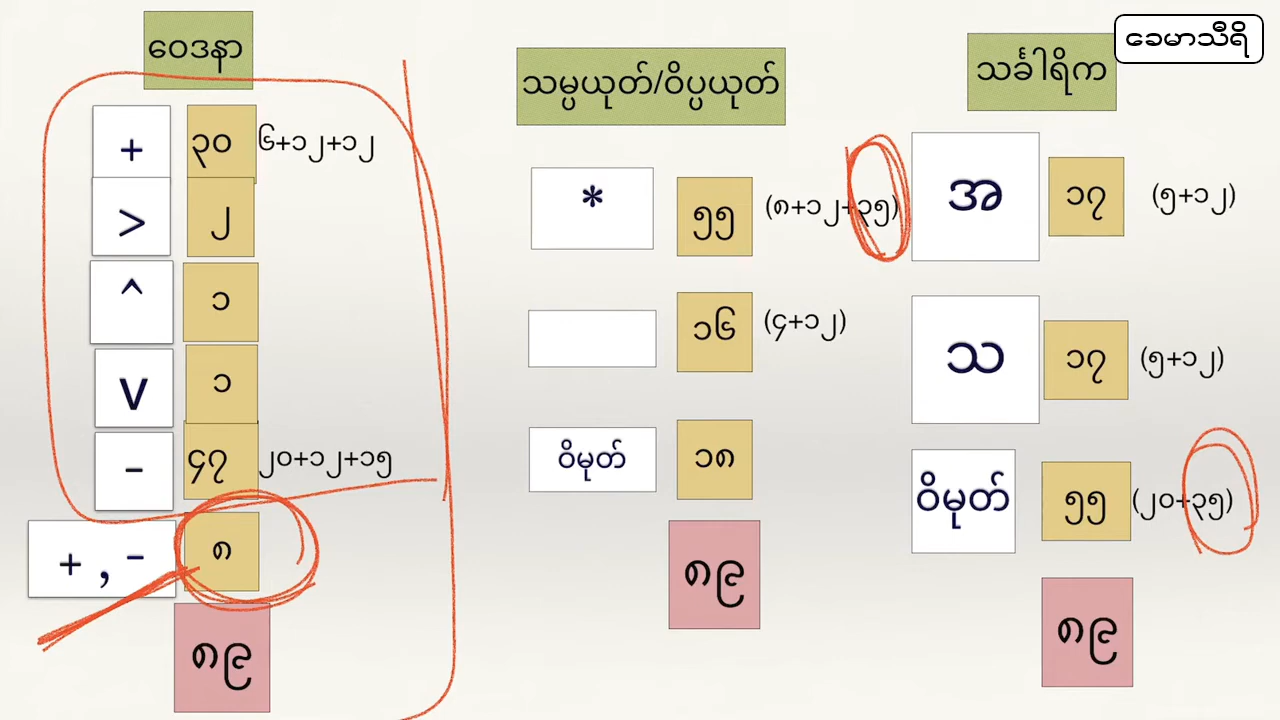 ခေမာသီရိ
ဝေဒနာ
+ ၃၀ ၆+၁၂+၁၂
> ၂
^ ၁
v ၁
- ၄၇ ၂၀+၁၂+၁၅
+ , - ၈
၈၉
သမ္ပယုတ်/ဝိပ္ပယုတ်
* ၅၅ (၈+၁၂+၃၅)
၁၆ (၄+၁၂)
ဝိမုတ် ၁၈
၈၉
သင်္ခါရိက
အ ၁၇ (၅+၁၂)
သ ၁၇ (၅+၁၂)
ဝိမုတ် ၅၅ (၂၀+၃၅)
၈၉